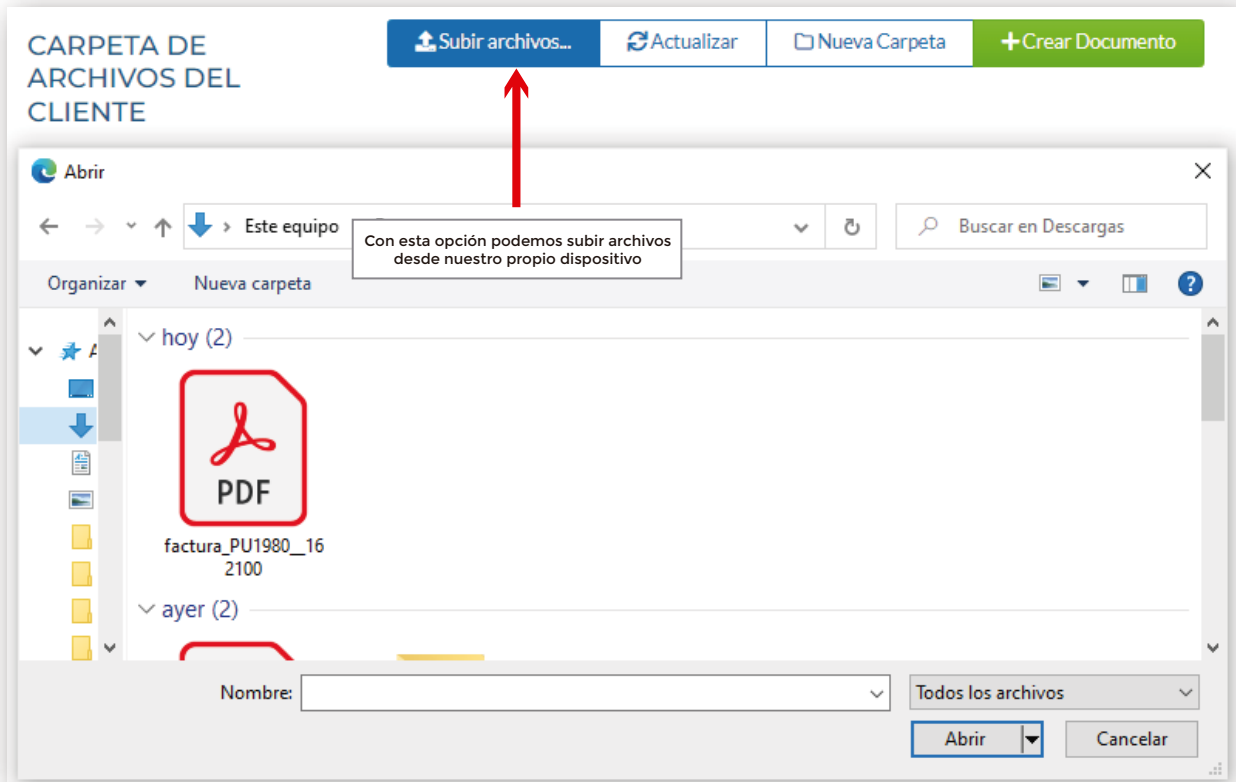 CARPETA DE
ARCHIVOS DEL
CLIENTE
Subir archivos...
Actualizar
Nueva Carpeta
Crear Documento
Abrir
Este equipo
Buscar en Descargas
Con esta opción podemos subir archivos
desde nuestro propio dispositivo
Organizar
Nueva carpeta
hoy (2)
PDF
factura_PU1980__16
2100
ayer (2)
Nombre:
Todos los archivos
Abrir
Cancelar